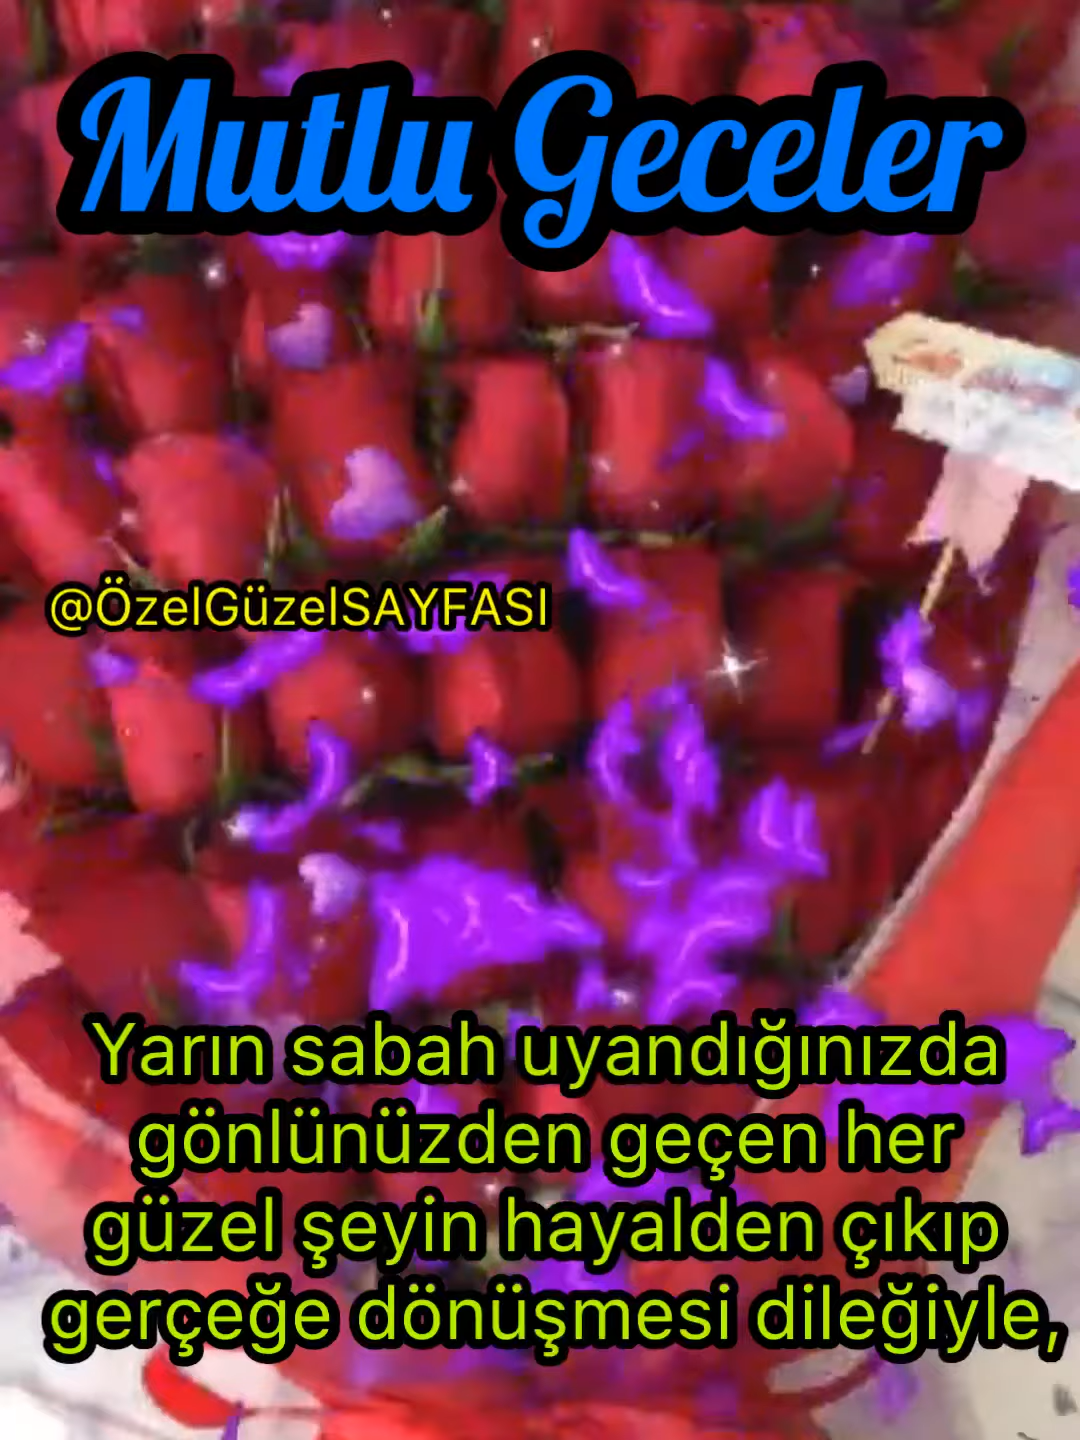 Mutlu Geceler
@ÖzelGüzelSAYFASI
Yarın sabah uyandığınızda
gönlünüzden geçen her
güzel şeyin hayalden çıkıp
gerçeğe dönüşmesi dileğiyle,